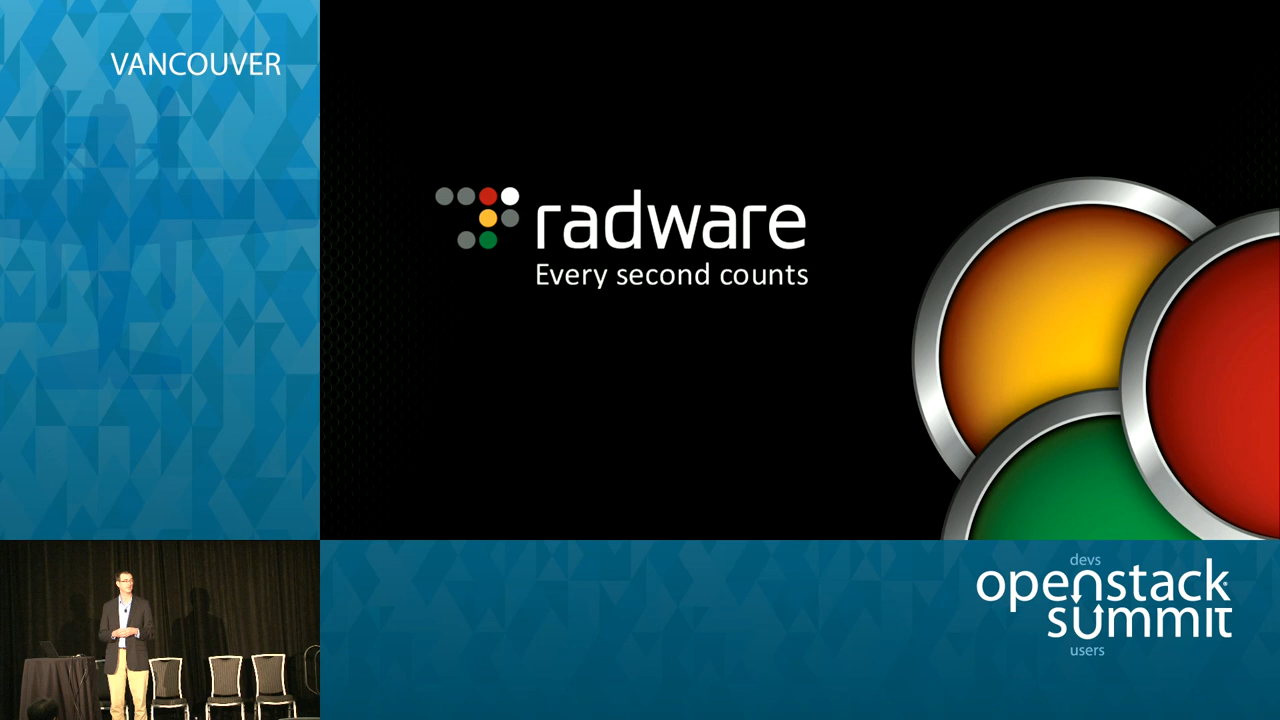 VANCOUVER
radware
Every second counts
devs
openstack
summit
users